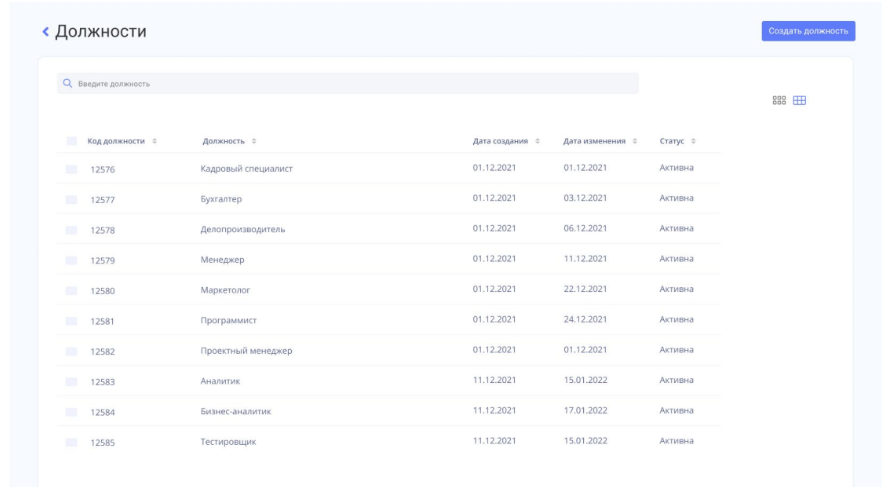 Должности
Создать должность
Введите должность
Код должности Должность Дата создания Дата изменения Статус
12576 Кадровый специалист 01.12.2021 01.12.2021 Активна
12577 Бухгалтер 01.12.2021 03.12.2021 Активна
12578 Делопроизводитель 01.12.2021 06.12.2021 Активна
12579 Менеджер 01.12.2021 11.12.2021 Активна
12580 Маркетолог 01.12.2021 22.12.2021 Активна
12581 Программист 01.12.2021 24.12.2021 Активна
12582 Проектный менеджер 01.12.2021 01.12.2021 Активна
12583 Аналитик 11.12.2021 15.01.2022 Активна
12584 Бизнес-аналитик 11.12.2021 17.01.2022 Активна
12585 Тестировщик 11.12.2021 15.01.2022 Активна